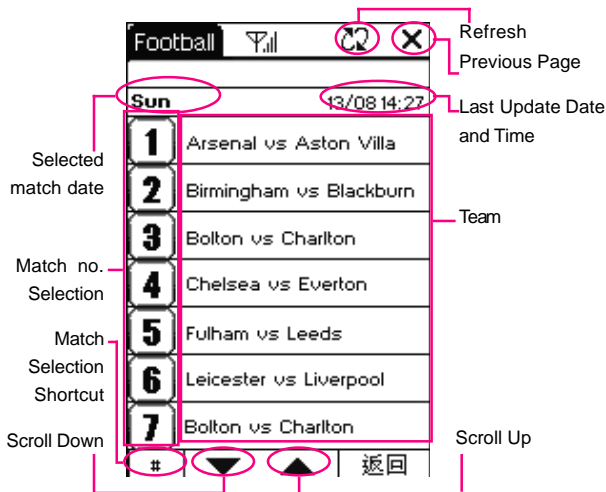 Football
Refresh
Previous Page
Sun
13/08 14:27
Last Update Date
and Time
Selected
match date
1 Arsenal vs Aston Villa
2 Birmingham vs Blackburn
3 Bolton vs Charlton
4 Chelsea vs Everton
5 Fulham vs Leeds
6 Leicester vs Liverpool
7 Bolton vs Charlton
Team
Match no.
Selection
Match
Selection
Shortcut
Scroll Down
Scroll Up
# 返回